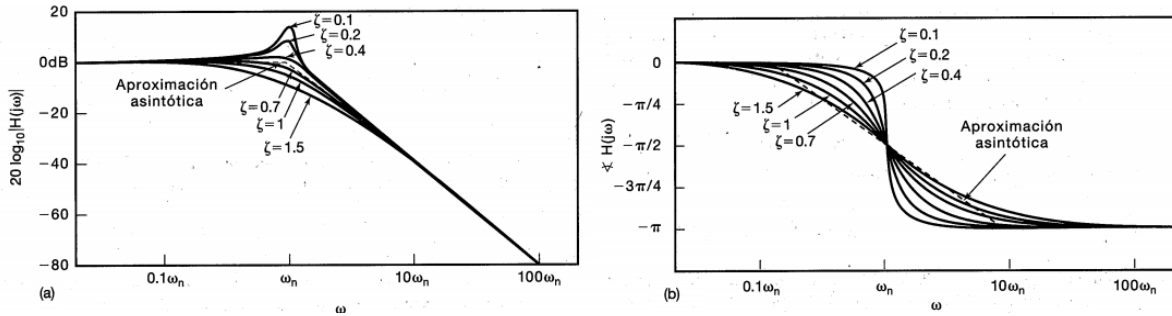 20
0dB
−20
−40
−60
−80
20 log₁₀|H(jω)|
ζ=0.1
ζ=0.2
ζ=0.4
Aproximación
asintótica
ζ=0.7
ζ=1
ζ=1.5
0.1ωₙ
ωₙ
10ωₙ
100ωₙ
(a)
ω
0
−π/4
−π/2
−3π/4
−π
∢ H(jω)
ζ=0.1
ζ=0.2
ζ=0.4
ζ=1.5
ζ=1
ζ=0.7
Aproximación
asintótica
0.1ωₙ
ωₙ
10ωₙ
100ωₙ
(b)
ω